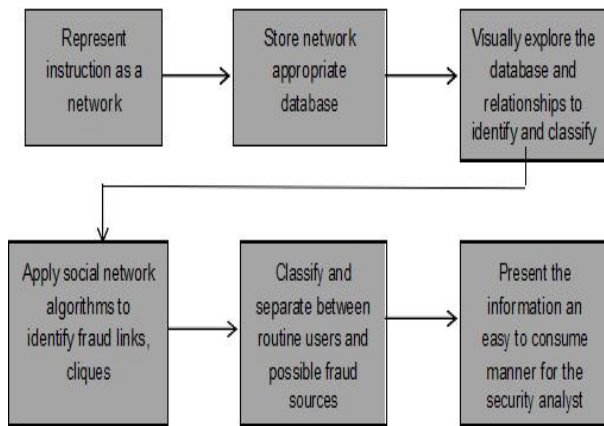 Represent
instruction as a
network
Store network
appropriate
database
Visually explore the
database and
relationships to
identify and classify
Apply social network
algorithms to
identify fraud links,
cliques
Classify and
separate between
routine users and
possible fraud
sources
Present the
information an
easy to consume
manner for the
security analyst